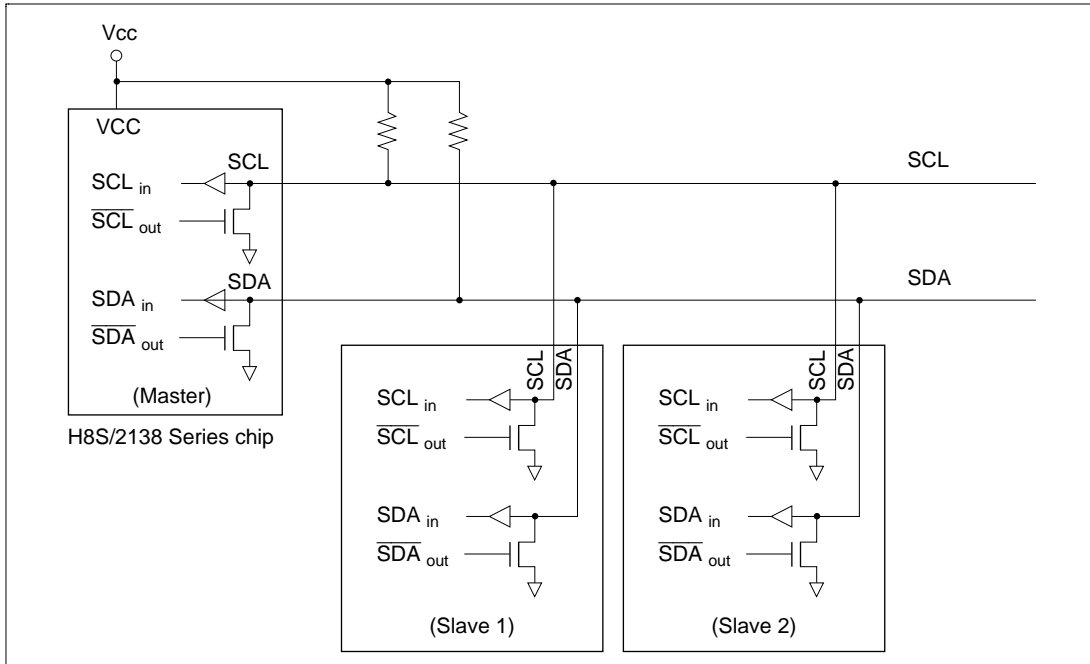 Vcc
VCC
SCL
SCL in
SCL out
SDA
SDA in
SDA out
(Master)
H8S/2138 Series chip
SCL
SDA
SCL
SDA
SCL in
SCL out
SDA in
SDA out
(Slave 1)
SCL
SDA
SCL in
SCL out
SDA in
SDA out
(Slave 2)